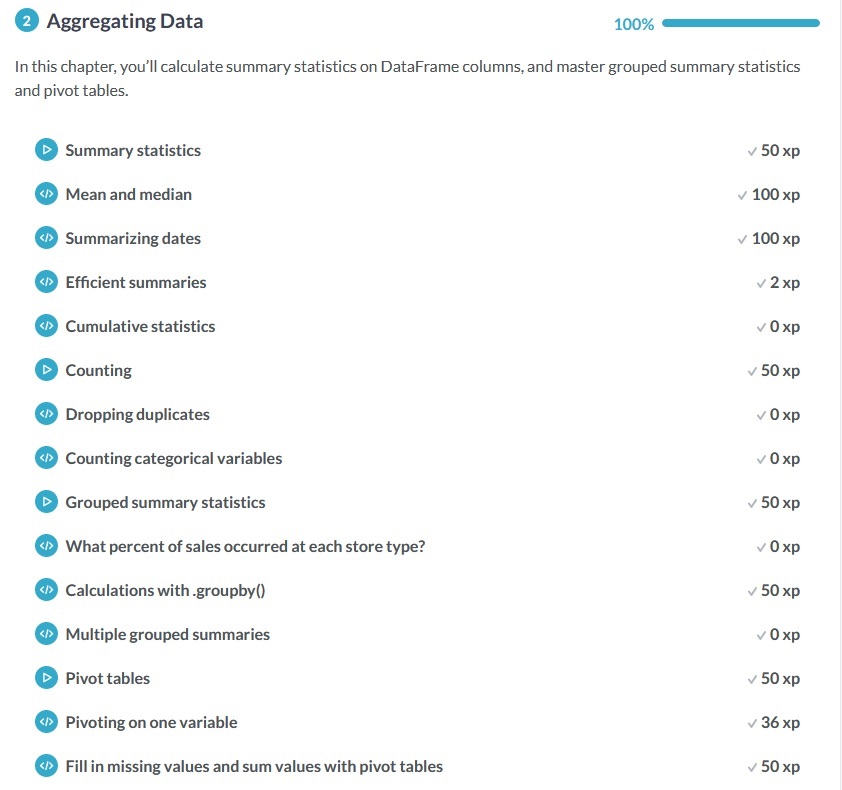 2 Aggregating Data 100%
In this chapter, you'll calculate summary statistics on DataFrame columns, and master grouped summary statistics
and pivot tables.
Summary statistics 50 xp
Mean and median 100 xp
Summarizing dates 100 xp
Efficient summaries 2 xp
Cumulative statistics 0 xp
Counting 50 xp
Dropping duplicates 0 xp
Counting categorical variables 0 xp
Grouped summary statistics 50 xp
What percent of sales occurred at each store type? 0 xp
Calculations with .groupby() 50 xp
Multiple grouped summaries 0 xp
Pivot tables 50 xp
Pivoting on one variable 36 xp
Fill in missing values and sum values with pivot tables 50 xp